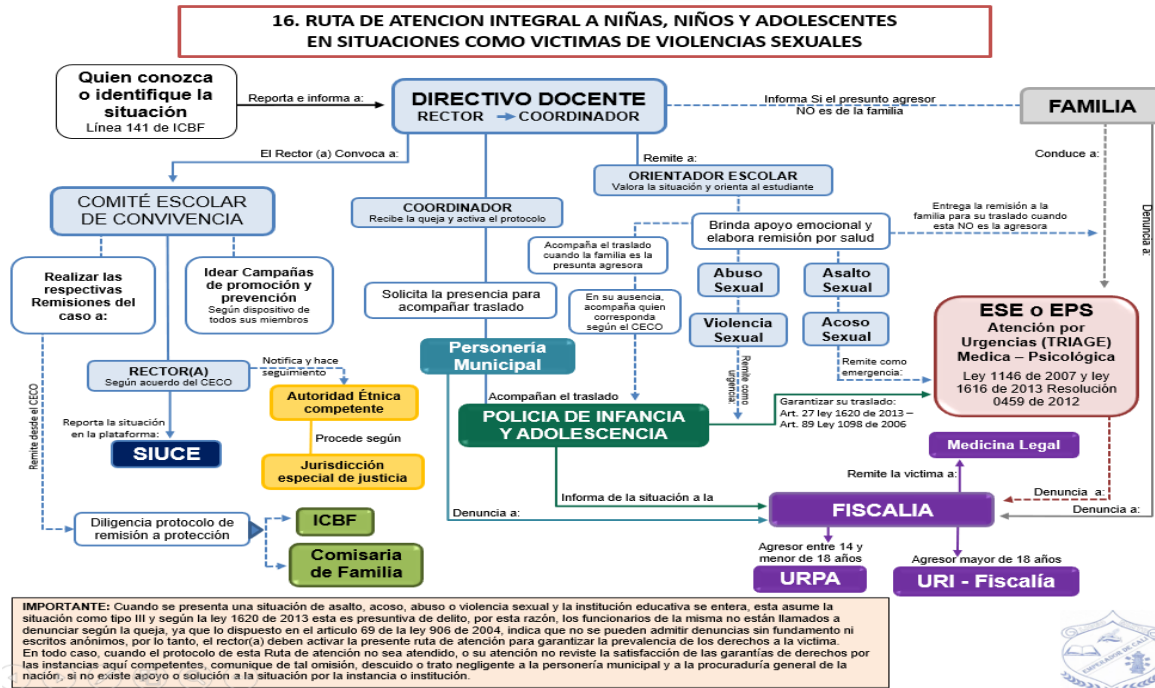 16. RUTA DE ATENCION INTEGRAL A NIÑAS, NIÑOS Y ADOLESCENTES
EN SITUACIONES COMO VICTIMAS DE VIOLENCIAS SEXUALES
Quien conozca
o identifique la
situación
Línea 141 de ICBF
Reporta e informa a:
DIRECTIVO DOCENTE
RECTOR → COORDINADOR
Informa Si el presunto agresor
NO es de la familia
FAMILIA
El Rector (a) Convoca a:
Remite a:
Conduce a:
Denuncia a:
COMITÉ ESCOLAR
DE CONVIVENCIA
COORDINADOR
Recibe la queja y activa el protocolo
ORIENTADOR ESCOLAR
Valora la situación y orienta al estudiante
Brinda apoyo emocional y
elabora remisión por salud
Entrega la remisión a la
familia para su traslado cuando
esta NO es la agresora
Realizar las
respectivas
Remisiones del
caso a:
Idear Campañas
de promoción y
prevención
Según dispositivo de
todos sus miembros
Acompaña el traslado
cuando la familia es la
presunta agresora
Solicita la presencia para
acompañar traslado
En su ausencia,
acompaña quien
corresponda
según el CECO
Abuso
Sexual
Asalto
Sexual
Violencia
Sexual
Acoso
Sexual
Remite como
urgencia:
Remite como
emergencia:
ESE o EPS
Atención por
Urgencias (TRIAGE)
Medica – Psicológica
Ley 1146 de 2007 y ley
1616 de 2013 Resolución
0459 de 2012
Personería
Municipal
RECTOR(A)
Según acuerdo del CECO
Notifica y hace
seguimiento
Autoridad Étnica
competente
Procede según
Jurisdicción
especial de justicia
Remite desde el CECO
Reporta la situación
en la plataforma:
SIUCE
Acompañan el traslado
POLICIA DE INFANCIA
Y ADOLESCENCIA
Garantizar su traslado:
Art. 27 ley 1620 de 2013 –
Art. 89 Ley 1098 de 2006
Medicina Legal
Remite la victima a:
Informa de la situación a la
Denuncia a:
FISCALIA
Denuncia a:
Denuncia a:
Diligencia protocolo de
remisión a protección
ICBF
Comisaria
de Familia
Agresor entre 14 y
menor de 18 años
URPA
Agresor mayor de 18 años
URI - Fiscalía
IMPORTANTE: Cuando se presenta una situación de asalto, acoso, abuso o violencia sexual y la institución educativa se entera, esta asume la
situación como tipo III y según la ley 1620 de 2013 esta es presuntiva de delito, por esta razón, los funcionarios de la misma no están llamados a
denunciar según la queja, ya que lo dispuesto en el articulo 69 de la ley 906 de 2004, indica que no se pueden admitir denuncias sin fundamento ni
escritos anónimos, por lo tanto, el rector(a) deben activar la presente ruta de atención para garantizar la prevalencia de los derechos a la victima.
En todo caso, cuando el protocolo de esta Ruta de atención no sea atendido, o su atención no reviste la satisfacción de las garantías de derechos por
las instancias aquí competentes, comunique de tal omisión, descuido o trato negligente a la personería municipal y a la procuraduría general de la
nación, si no existe apoyo o solución a la situación por la instancia o institución.